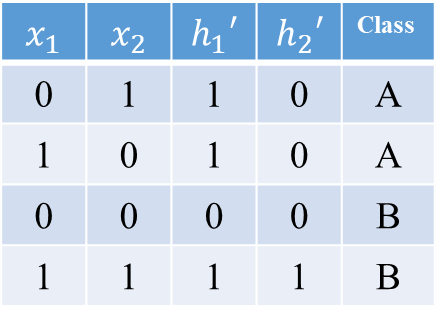 x₁ x₂ h₁′ h₂′ Class
0 1 1 0 A
1 0 1 0 A
0 0 0 0 B
1 1 1 1 B